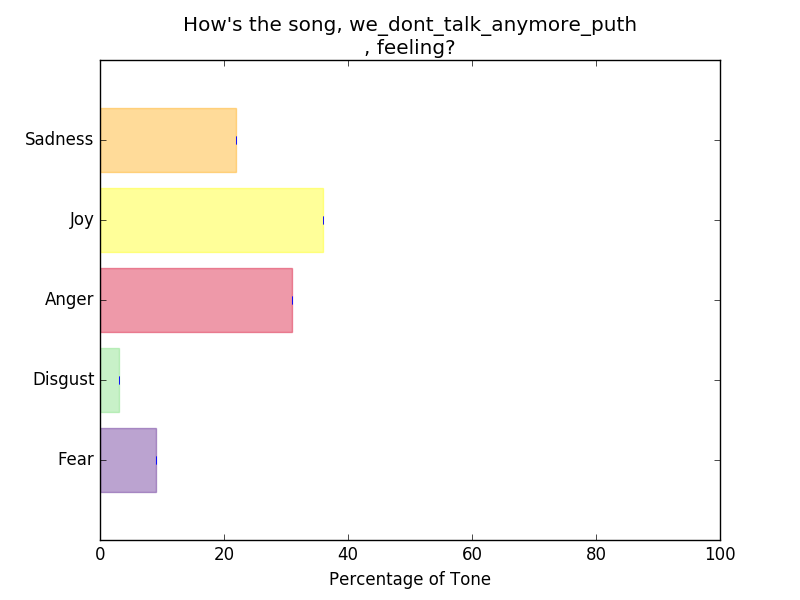 How's the song, we_dont_talk_anymore_puth
, feeling?
Sadness
Joy
Anger
Disgust
Fear
0 20 40 60 80 100
Percentage of Tone